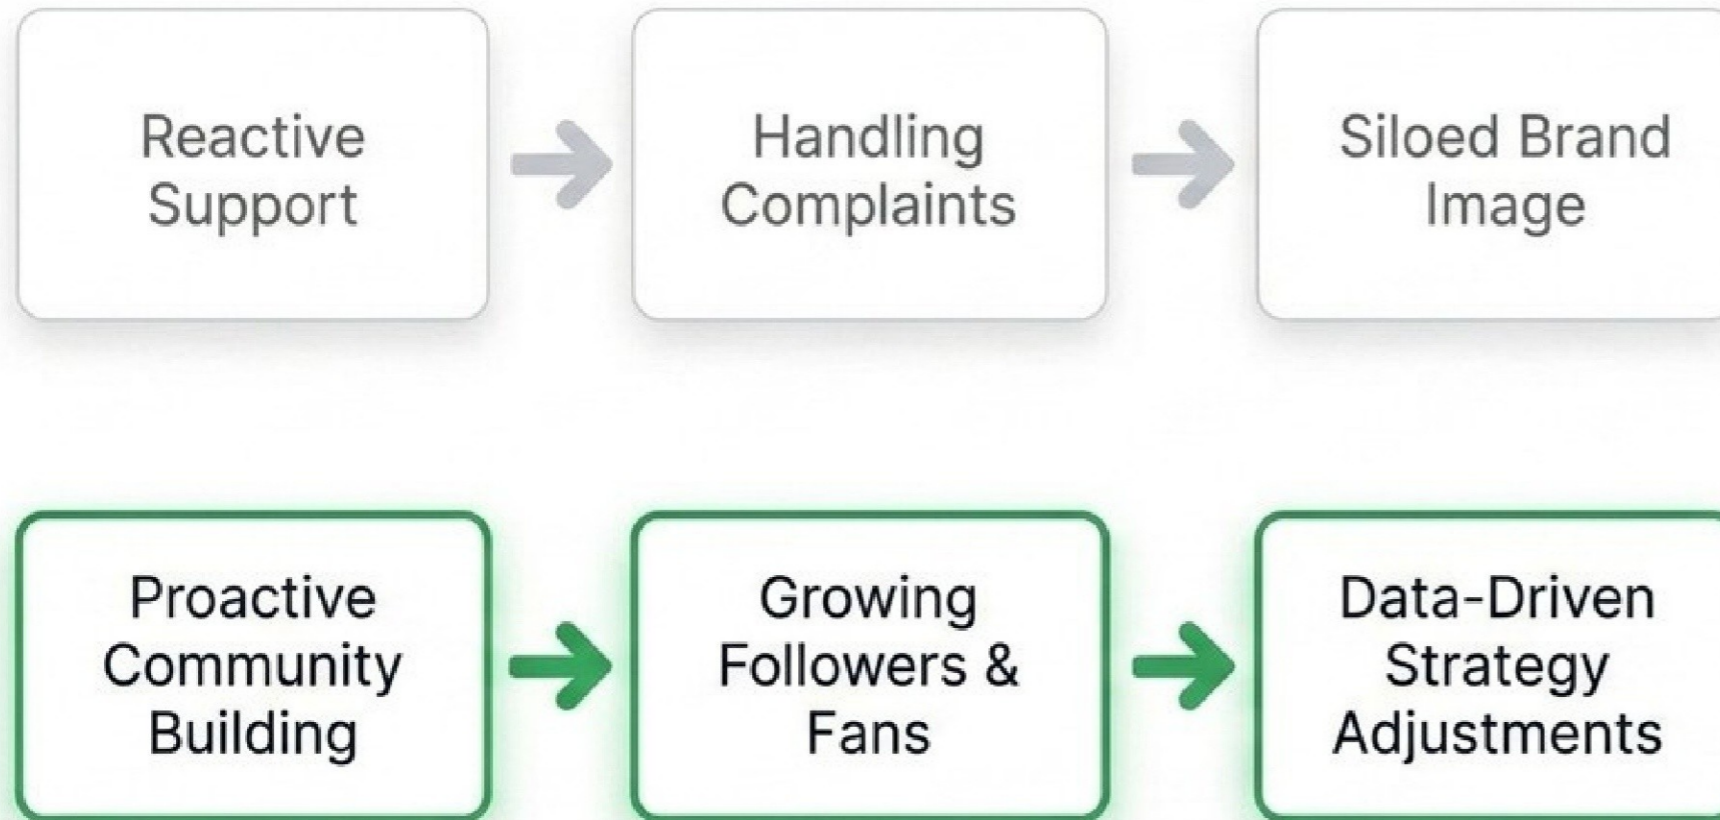 Reactive
Support
Handling
Complaints
Siloed Brand
Image
Proactive
Community
Building
Growing
Followers &
Fans
Data-Driven
Strategy
Adjustments